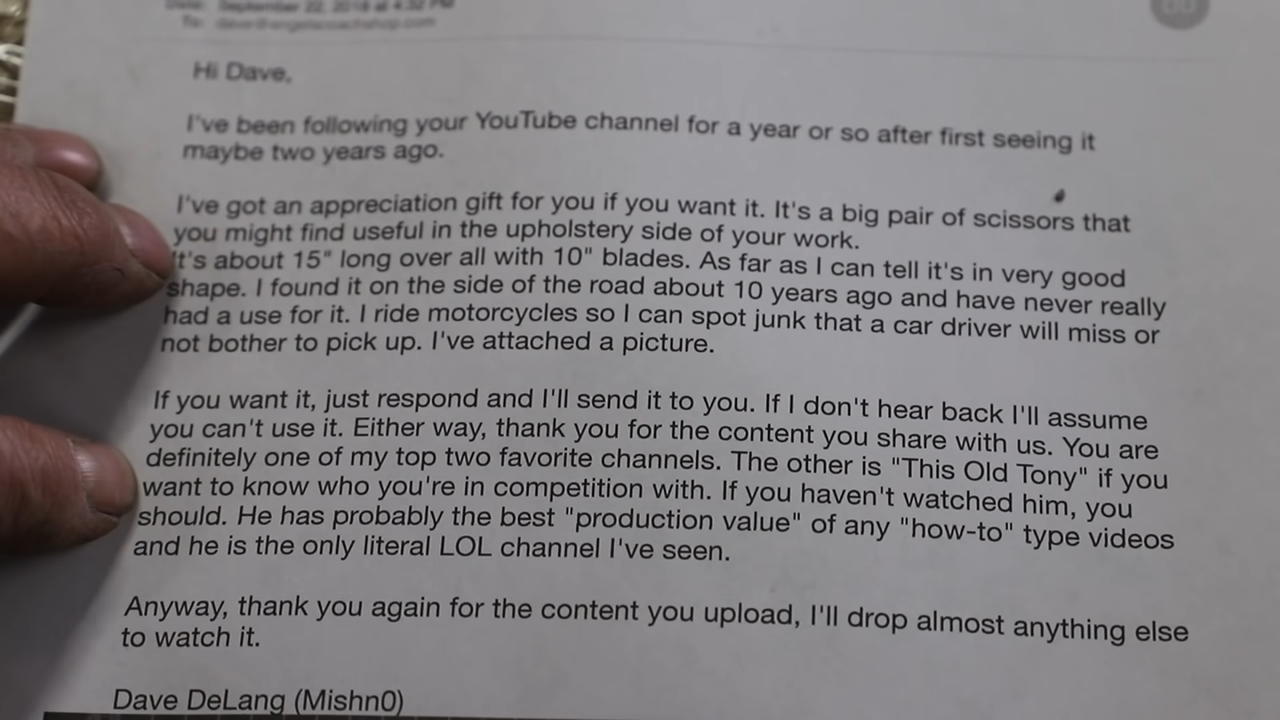 Date: September 22, 2018 at 4:32 PM
To:
Hi Dave,
I've been following your YouTube channel for a year or so after first seeing it
maybe two years ago.
I've got an appreciation gift for you if you want it. It's a big pair of scissors that
you might find useful in the upholstery side of your work.
It's about 15" long over all with 10" blades. As far as I can tell it's in very good
shape. I found it on the side of the road about 10 years ago and have never really
had a use for it. I ride motorcycles so I can spot junk that a car driver will miss or
not bother to pick up. I've attached a picture.
If you want it, just respond and I'll send it to you. If I don't hear back I'll assume
you can't use it. Either way, thank you for the content you share with us. You are
definitely one of my top two favorite channels. The other is "This Old Tony" if you
want to know who you're in competition with. If you haven't watched him, you
should. He has probably the best "production value" of any "how-to" type videos
and he is the only literal LOL channel I've seen.
Anyway, thank you again for the content you upload, I'll drop almost anything else
to watch it.
Dave DeLang (Mishn0)